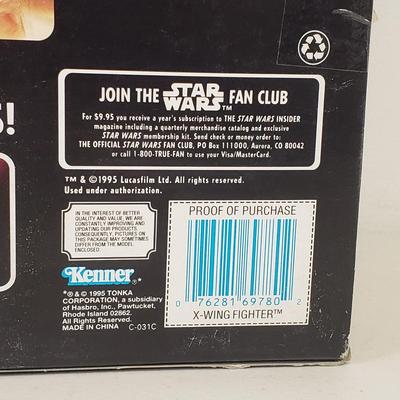 S!
JOIN THE STAR WARS™ FAN CLUB
For $9.95 you receive a year's subscription to THE STAR WARS INSIDER
magazine including a quarterly merchandise catalog and exclusive
STAR WARS membership kit. Send check or money order to:
THE OFFICIAL STAR WARS FAN CLUB, PO Box 111000, Aurora, CO 80042
or call 1-800-TRUE-FAN to use your Visa/MasterCard.
TM & ©1995 Lucasfilm Ltd. All rights reserved.
Used under authorization.
IN THE INTEREST OF BETTER
QUALITY AND VALUE, WE ARE
CONSTANTLY IMPROVING AND
UPDATING OUR PRODUCTS.
CONSEQUENTLY, PICTURES ON
THIS PACKAGE MAY SOMETIMES
DIFFER FROM THE MODEL
ENCLOSED.
Kenner®*
*® & © 1995 TONKA
CORPORATION, a subsidiary
of Hasbro, Inc., Pawtucket,
Rhode Island 02862.
All Rights Reserved.
MADE IN CHINA C-031C
PROOF OF PURCHASE
0 76281 69780 2
X-WING FIGHTER™